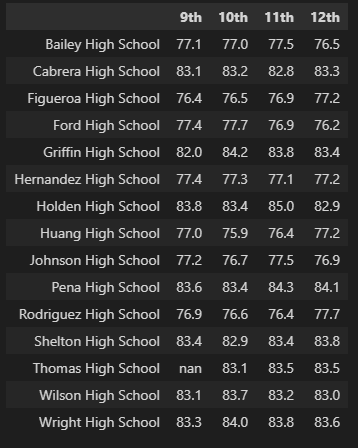 9th 10th 11th 12th
Bailey High School 77.1 77.0 77.5 76.5
Cabrera High School 83.1 83.2 82.8 83.3
Figueroa High School 76.4 76.5 76.9 77.2
Ford High School 77.4 77.7 76.9 76.2
Griffin High School 82.0 84.2 83.8 83.4
Hernandez High School 77.4 77.3 77.1 77.2
Holden High School 83.8 83.4 85.0 82.9
Huang High School 77.0 75.9 76.4 77.2
Johnson High School 77.2 76.7 77.5 76.9
Pena High School 83.6 83.4 84.3 84.1
Rodriguez High School 76.9 76.6 76.4 77.7
Shelton High School 83.4 82.9 83.4 83.8
Thomas High School nan 83.1 83.5 83.5
Wilson High School 83.1 83.7 83.2 83.0
Wright High School 83.3 84.0 83.8 83.6